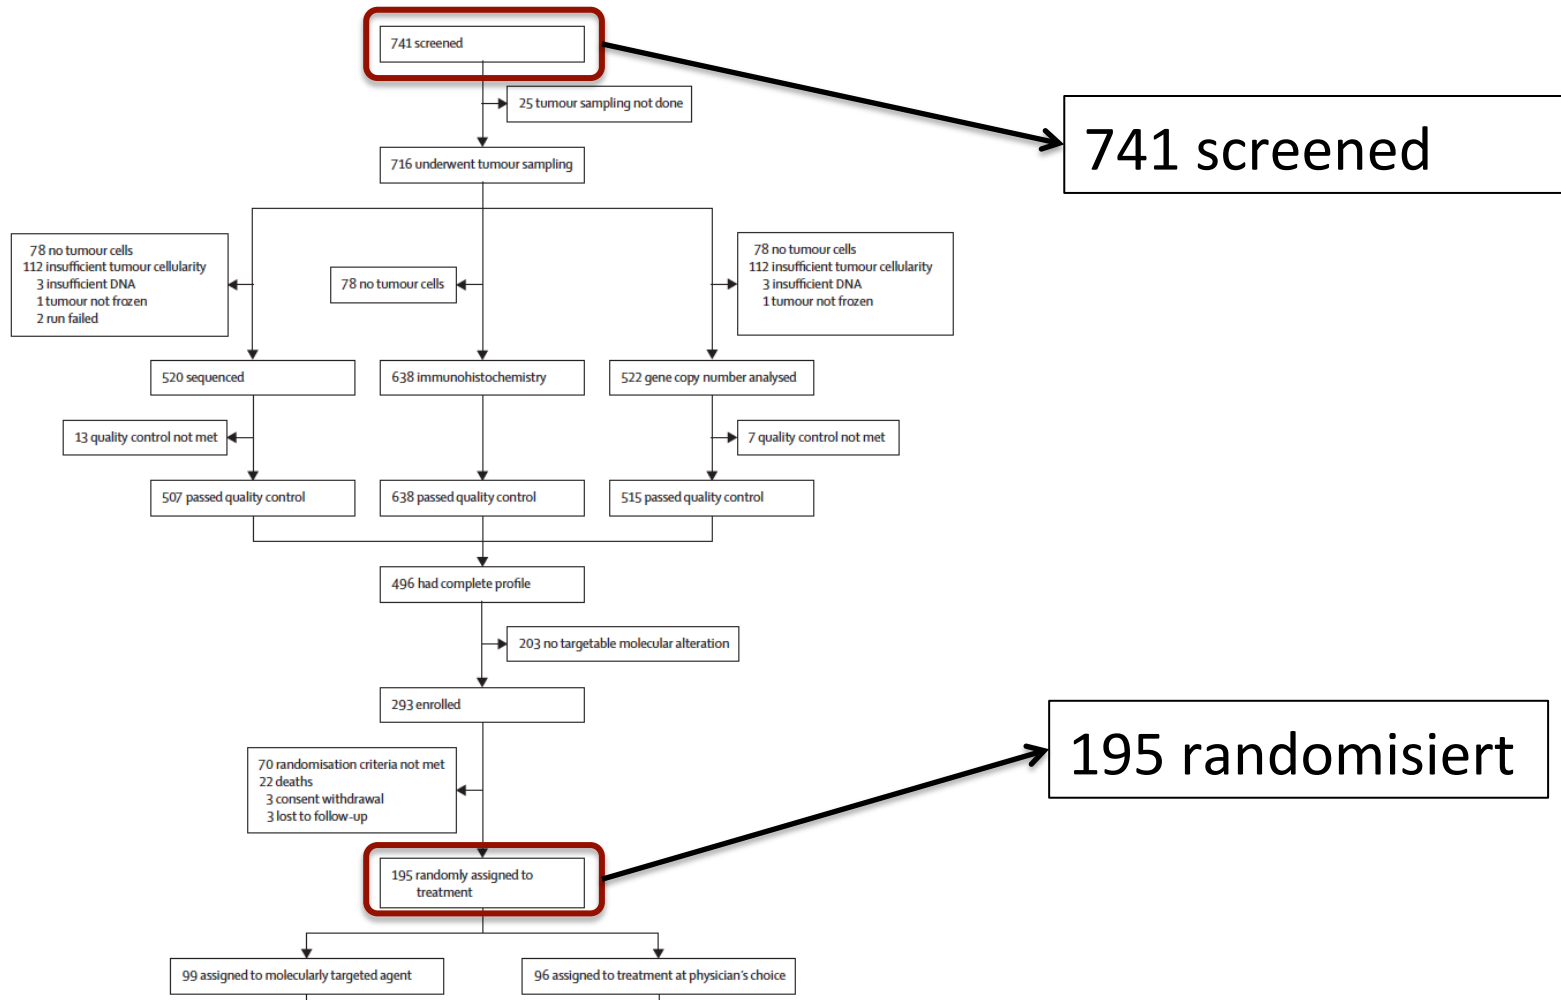 741 screened
25 tumour sampling not done
741 screened
716 underwent tumour sampling
78 no tumour cells
112 insufficient tumour cellularity
3 insufficient DNA
1 tumour not frozen
2 run failed
78 no tumour cells
78 no tumour cells
112 insufficient tumour cellularity
3 insufficient DNA
1 tumour not frozen
520 sequenced
638 immunohistochemistry
522 gene copy number analysed
13 quality control not met
7 quality control not met
507 passed quality control
638 passed quality control
515 passed quality control
496 had complete profile
203 no targetable molecular alteration
293 enrolled
70 randomisation criteria not met
22 deaths
3 consent withdrawal
3 lost to follow-up
195 randomisiert
195 randomly assigned to
treatment
99 assigned to molecularly targeted agent
96 assigned to treatment at physician's choice